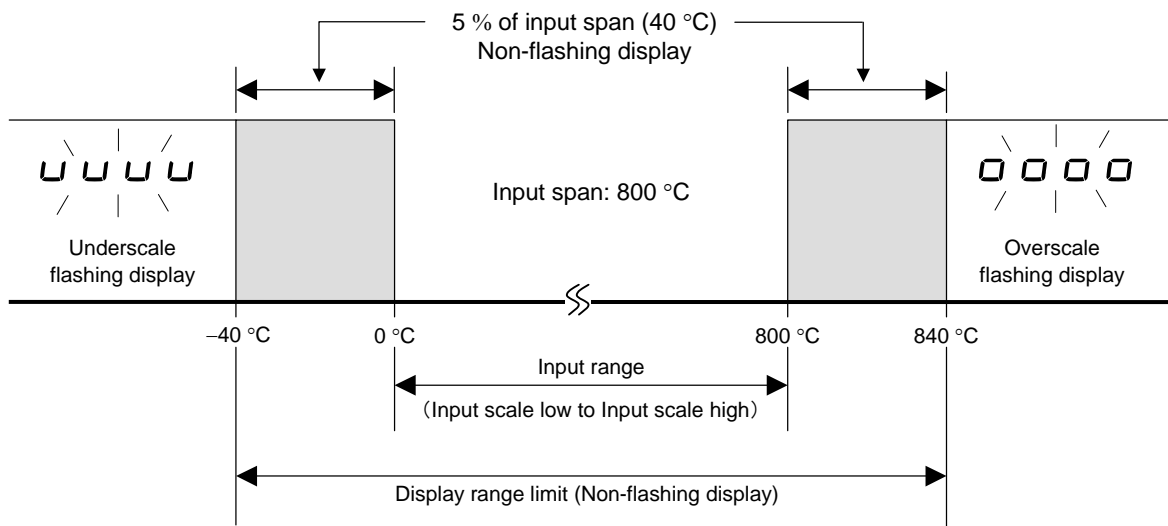 5 % of input span (40 °C)
Non-flashing display
uuuu
Input span: 800 °C
oooo
Underscale
flashing display
Overscale
flashing display
−40 °C
0 °C
800 °C
840 °C
Input range
（Input scale low to Input scale high）
Display range limit (Non-flashing display)